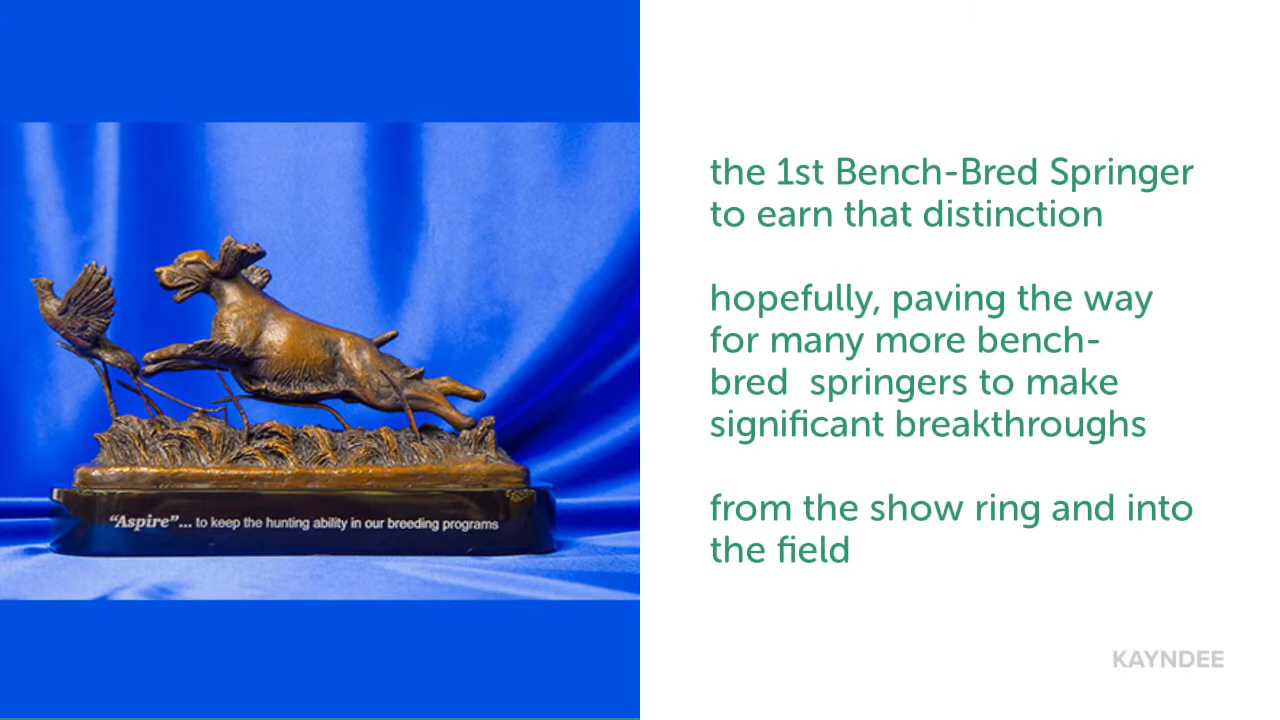 "Aspire"... to keep the hunting ability in our breeding programs
the 1st Bench-Bred Springer
to earn that distinction
hopefully, paving the way
for many more bench-
bred  springers to make
significant breakthroughs
from the show ring and into
the field
KAYNDEE